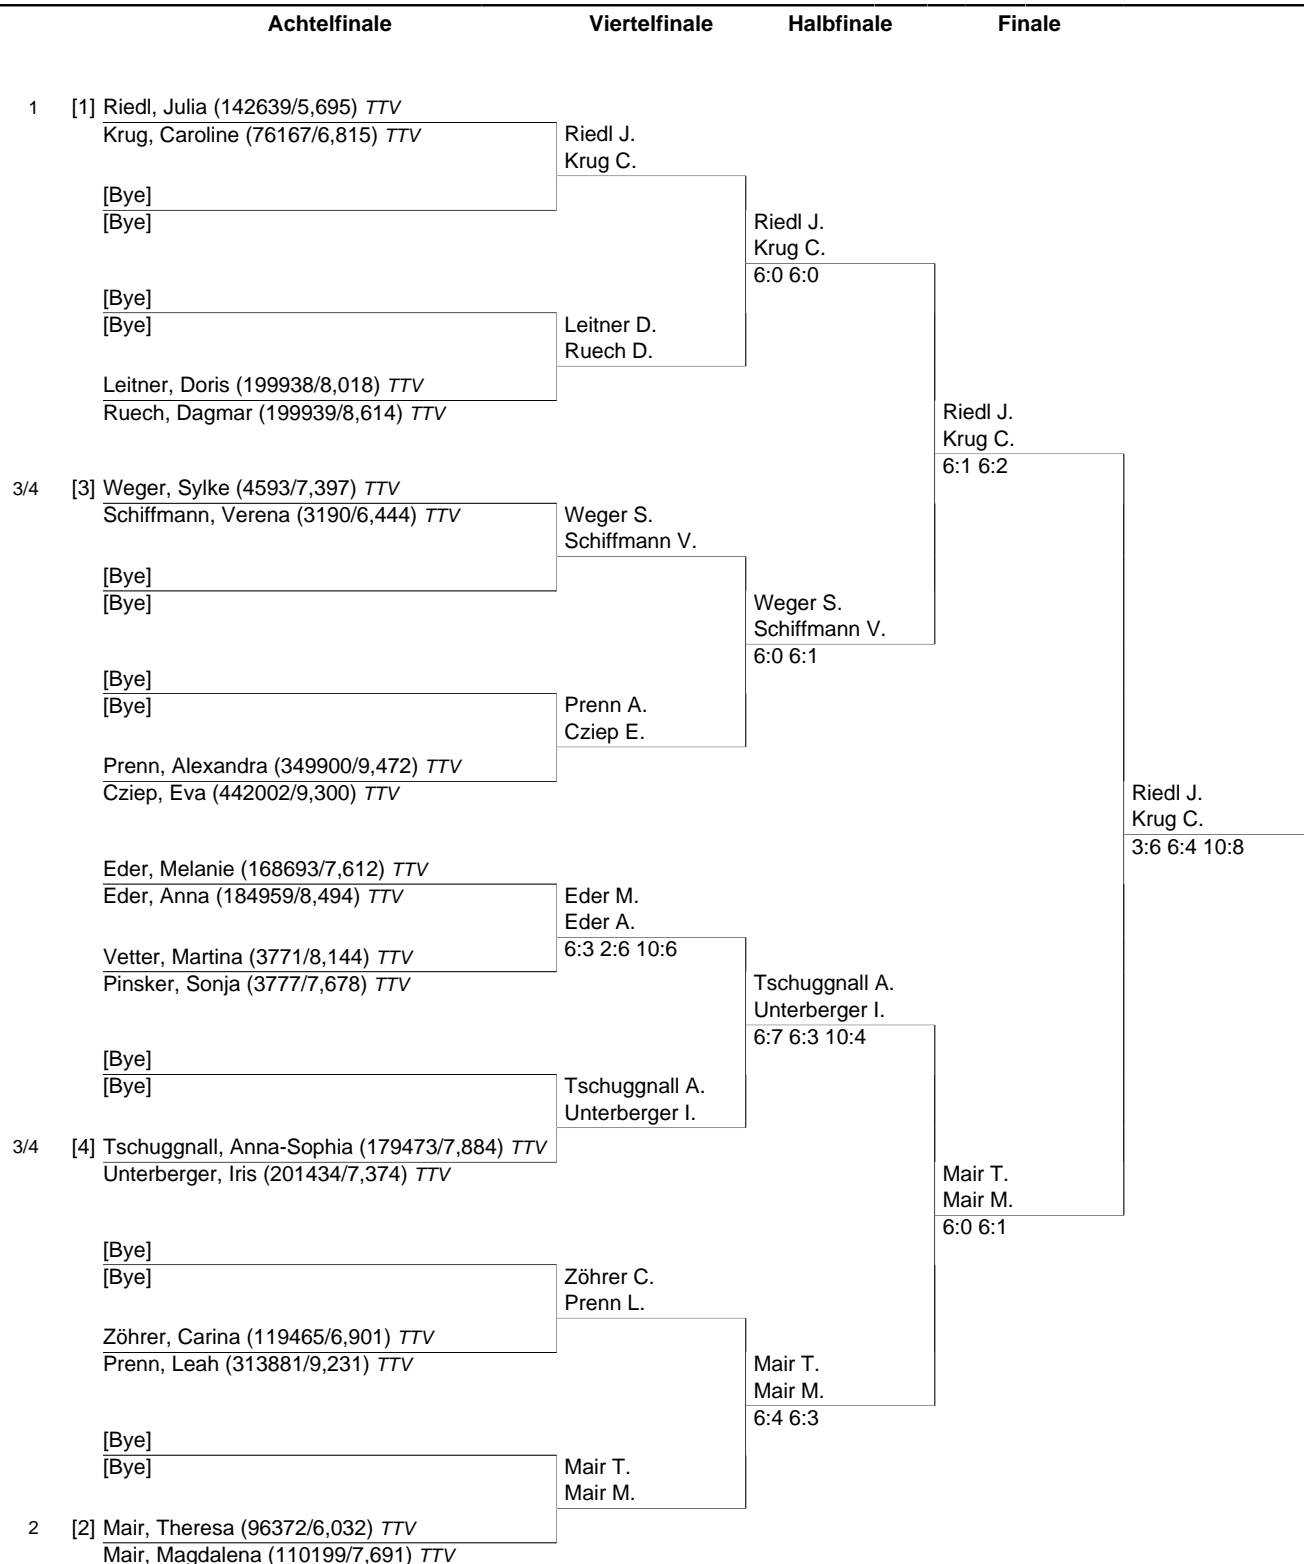 Achtelfinale Viertelfinale Halbfinale Finale
1 [1] Riedl, Julia (142639/5,695) TTV
Krug, Caroline (76167/6,815) TTV
Riedl J.
Krug C.
[Bye]
[Bye]
Riedl J.
Krug C.
6:0 6:0
[Bye]
[Bye]
Leitner D.
Ruech D.
Leitner, Doris (199938/8,018) TTV
Ruech, Dagmar (199939/8,614) TTV
Riedl J.
Krug C.
6:1 6:2
3/4 [3] Weger, Sylke (4593/7,397) TTV
Schiffmann, Verena (3190/6,444) TTV
Weger S.
Schiffmann V.
[Bye]
[Bye]
Weger S.
Schiffmann V.
6:0 6:1
[Bye]
[Bye]
Prenn A.
Cziep E.
Prenn, Alexandra (349900/9,472) TTV
Cziep, Eva (442002/9,300) TTV
Riedl J.
Krug C.
3:6 6:4 10:8
Eder, Melanie (168693/7,612) TTV
Eder, Anna (184959/8,494) TTV
Eder M.
Eder A.
6:3 2:6 10:6
Vetter, Martina (3771/8,144) TTV
Pinsker, Sonja (3777/7,678) TTV
Tschuggnall A.
Unterberger I.
6:7 6:3 10:4
[Bye]
[Bye]
Tschuggnall A.
Unterberger I.
3/4 [4] Tschuggnall, Anna-Sophia (179473/7,884) TTV
Unterberger, Iris (201434/7,374) TTV
Mair T.
Mair M.
6:0 6:1
[Bye]
[Bye]
Zöhrer C.
Prenn L.
Zöhrer, Carina (119465/6,901) TTV
Prenn, Leah (313881/9,231) TTV
Mair T.
Mair M.
6:4 6:3
[Bye]
[Bye]
Mair T.
Mair M.
2 [2] Mair, Theresa (96372/6,032) TTV
Mair, Magdalena (110199/7,691) TTV